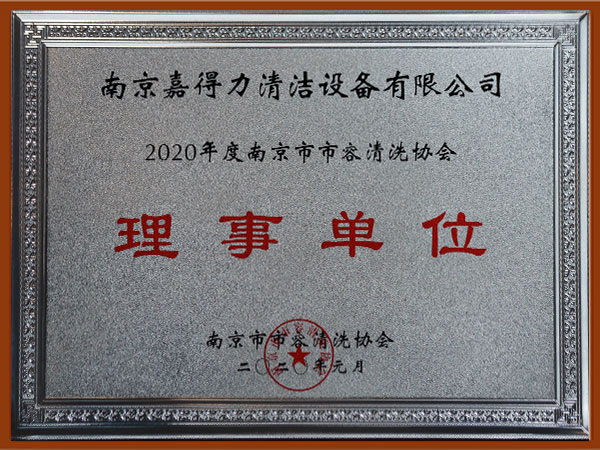 南京嘉得力清洁设备有限公司
2020年度南京市市容清洗协会
理事单位
南京市市容清洗协会
二〇二〇年元月